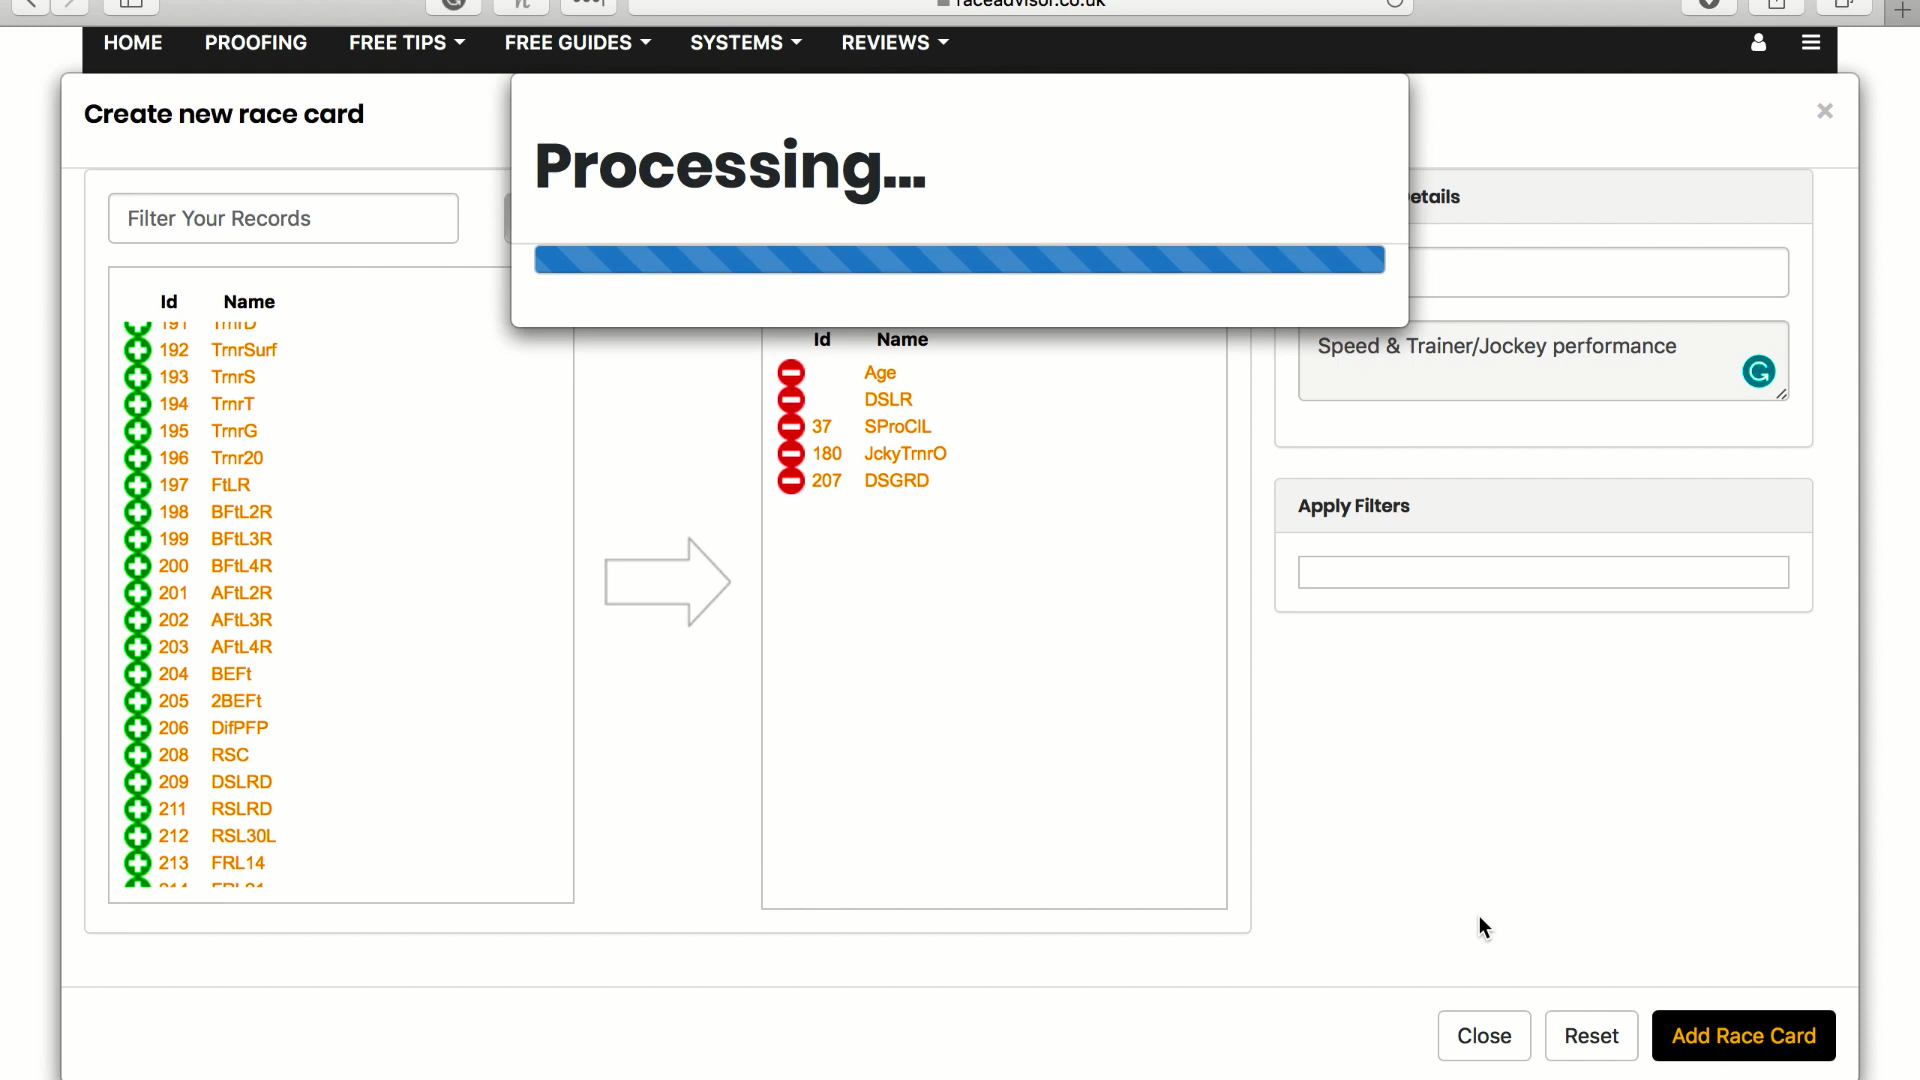 raceadvisor.co.uk
HOME PROOFING FREE TIPS FREE GUIDES SYSTEMS REVIEWS
Create new race card
×
Processing...
etails
Filter Your Records
Id Name
192 TrnrSurf
193 TrnrS
194 TrnrT
195 TrnrG
196 Trnr20
197 FtLR
198 BFtL2R
199 BFtL3R
200 BFtL4R
201 AFtL2R
202 AFtL3R
203 AFtL4R
204 BEFt
205 2BEFt
206 DifPFP
208 RSC
209 DSLRD
211 RSLRD
212 RSL30L
213 FRL14
Id Name
Age
DSLR
37 SProClL
180 JckyTrnrO
207 DSGRD
Speed & Trainer/Jockey performance
Apply Filters
Close Reset Add Race Card